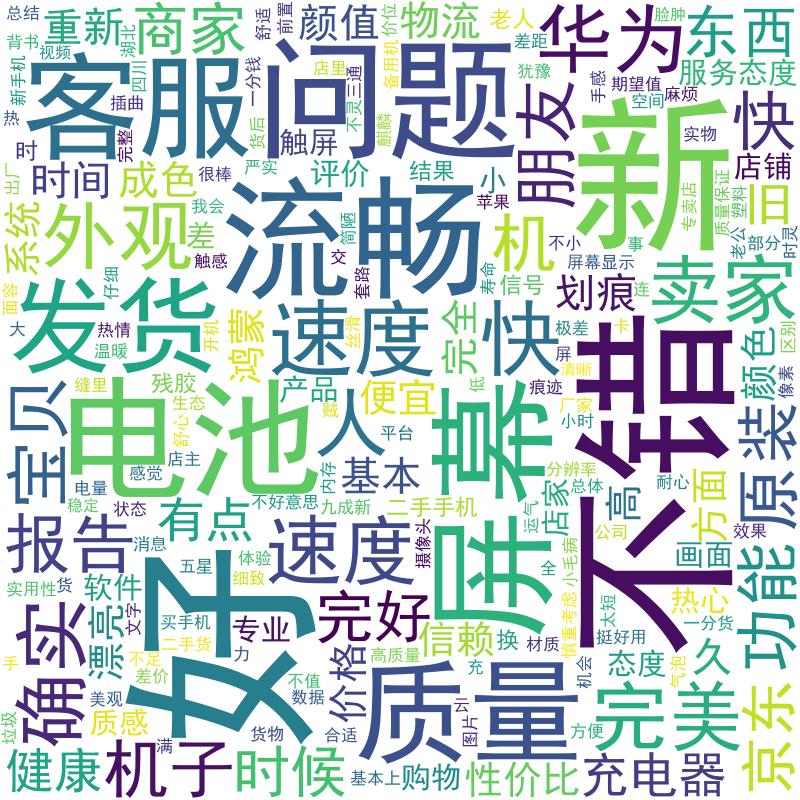 总结
重新
商家
舒适
前置
颜值
物流
老人
价位
华为
脸肿
东西
背书
视频
湖北
差距
新手机
四川
店里
一分钱
备用机
犹豫
手感
期望值
服务态度
客服
问题
朋友
新
快
热
插曲
货后
不灵
三通
麒麟
空间
麻烦
时
完整
触屏
实物
店铺
出厂
时间
成色
很棒
严实
评价
结果
小
苹果
专卖店
质量保证
塑料
旧
系统
外观
我会
差
流畅
简陋
机
不小
事
老公
部分
时灵
触感
交
套路
寿命
信号
屏幕显示
面容
仔细
连
大
发货
热情
温暖
开机
鸿蒙
速度
丝滑
完全
快
极差
划痕
卡
卖家
颜色
区别
屏
清晰
不错
像素
宝贝
缝里
残胶
产品
便宜
低
痕迹
厂家
电池
生态
贼
人
平台
屏幕
小时
原装
舒心
店主
感觉
电量
内存
基本
分辨率
总体
耐心
方面
稳定
状态
不好意思
九成新
二手手机
运气
店家
高
报告
有点
消息
速度
摄像头
公司
画面
效果
五星
体验
细致
全
小毛病
功能
实用性
货
软件
好
完好
慎重考虑
太短
热心
一分货
确实
漂亮
文字
买手机
二手货
专业
信赖
换
材质
挺好用
手
不足
力
价格
高质量
充
机会
态度
久
气泡
美观
差价
不值
数据
质量
完美
京东
垃圾
质感
货物
合适
云
图片
方便
健康
机子
满
时候
基本上
购物
性价比
充电器